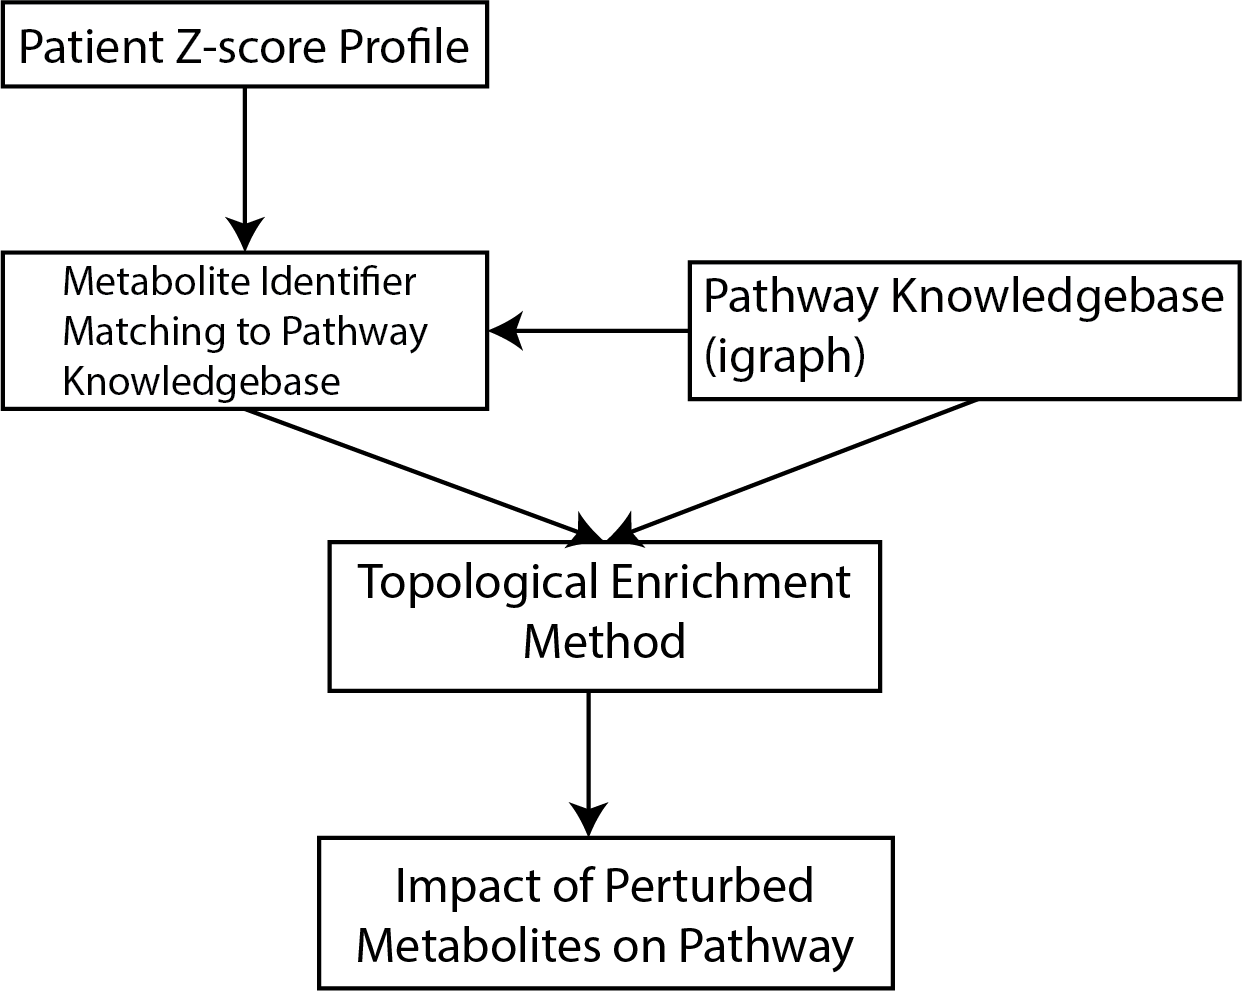 Patient Z-score Profile
Metabolite Identifier
Matching to Pathway
Knowledgebase
Pathway Knowledgebase
(igraph)
Topological Enrichment
Method
Impact of Perturbed
Metabolites on Pathway